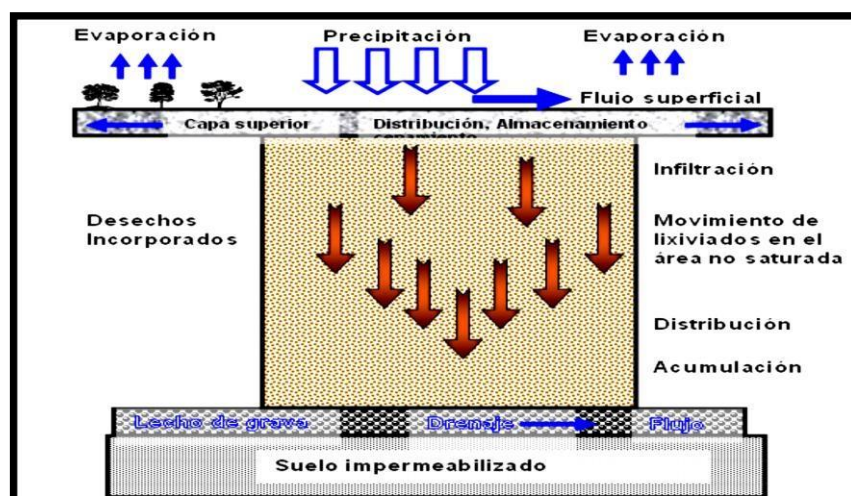 Evaporación Precipitación Evaporación
Flujo superficial
Capa superior Distribución, Almacenamiento
Infiltración
Desechos
Incorporados
Movimiento de
lixiviados en el
área no saturada
Distribución
Acumulación
Lecho de grava Drenaje Flujo
Suelo impermeabilizado